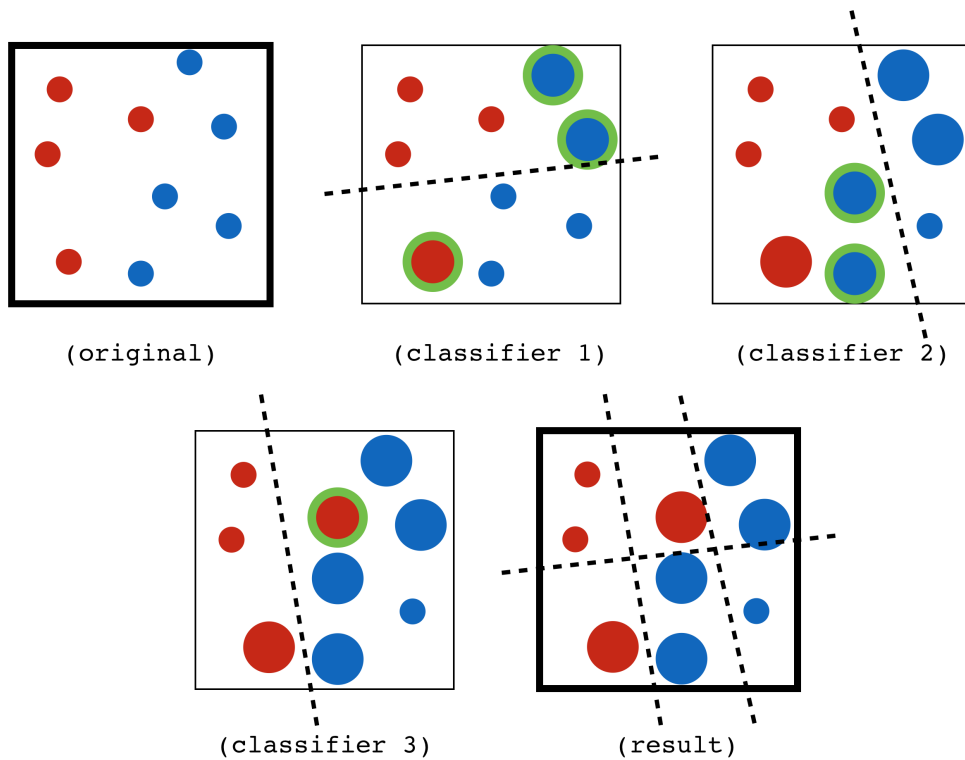 (original)
(classifier 1)
(classifier 2)
(classifier 3)
(result)